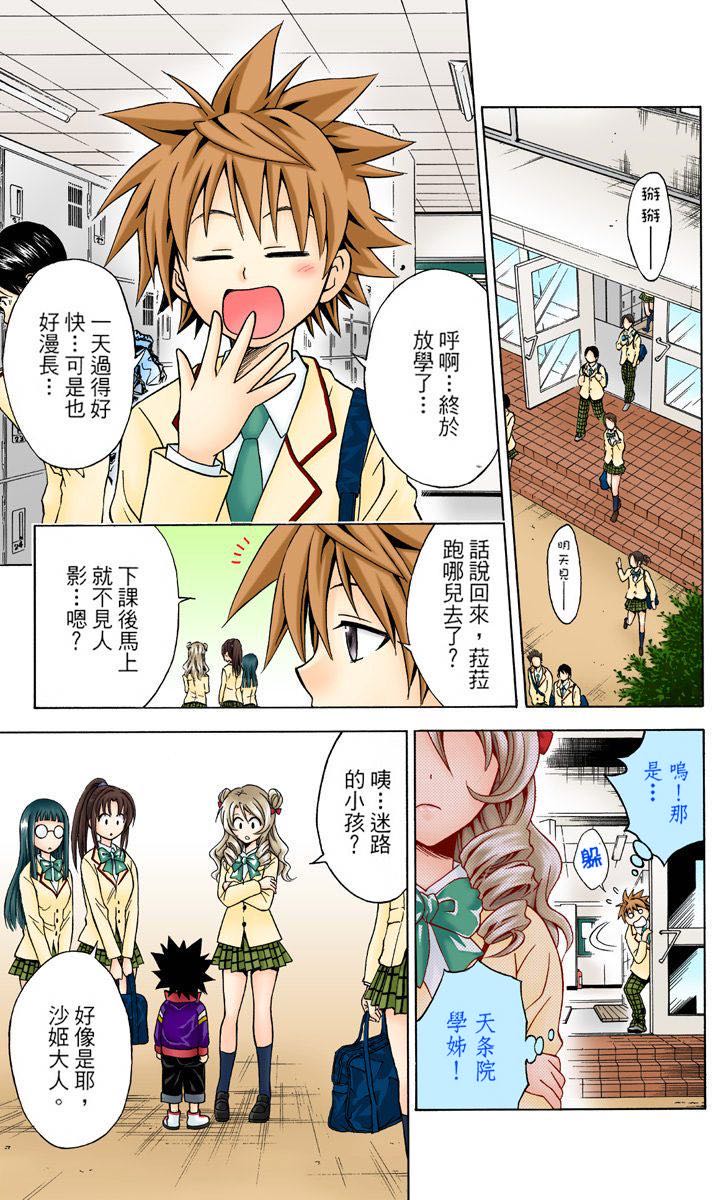 掰掰——
明天見——
呼啊…終於
放學了…
一天過得好
快…可是也
好漫長…
話說回來，菈菈
跑哪兒去了？
下課後馬上
就不見人
影…嗯？
嗚！那
是…
躲
天条院
學姊！
咦…迷路
的小孩？
好像是耶，
沙姬大人。